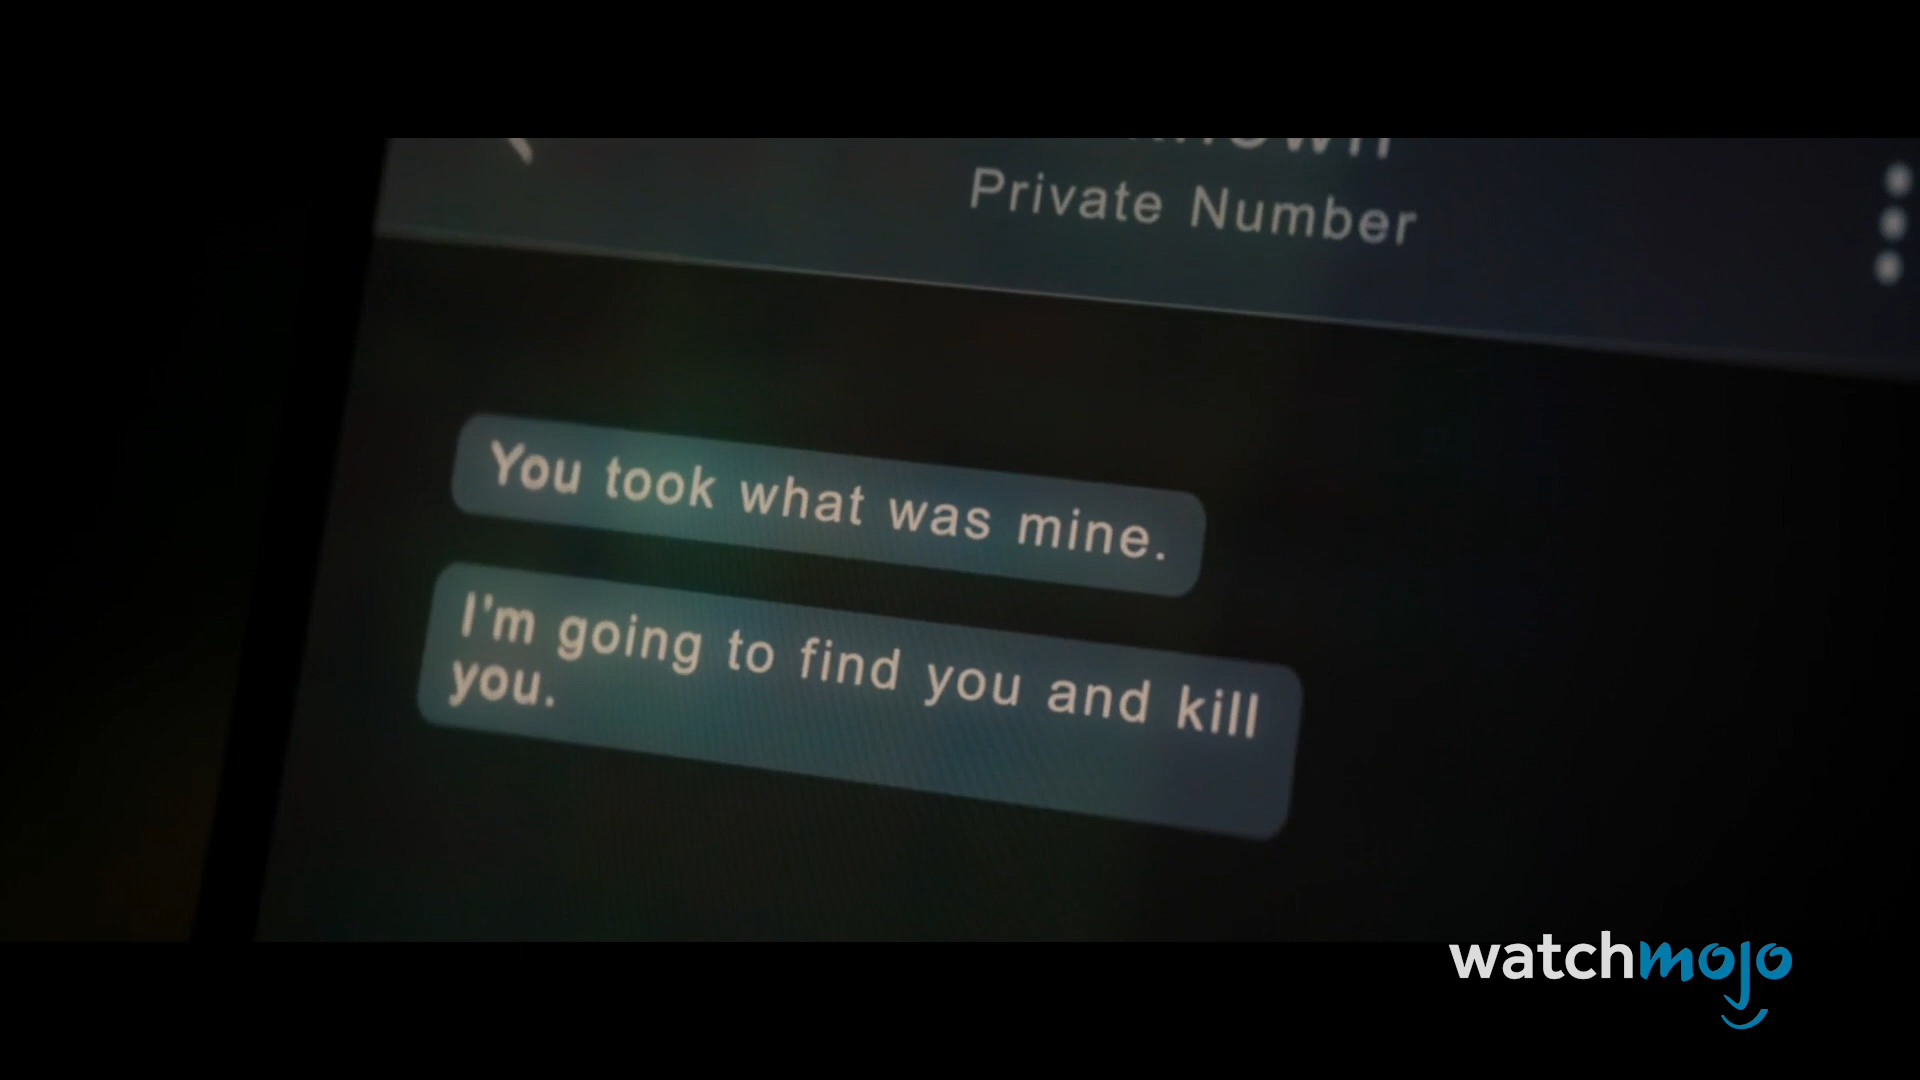 Private Number
You took what was mine.
I'm going to find you and kill
you.
watchmojo